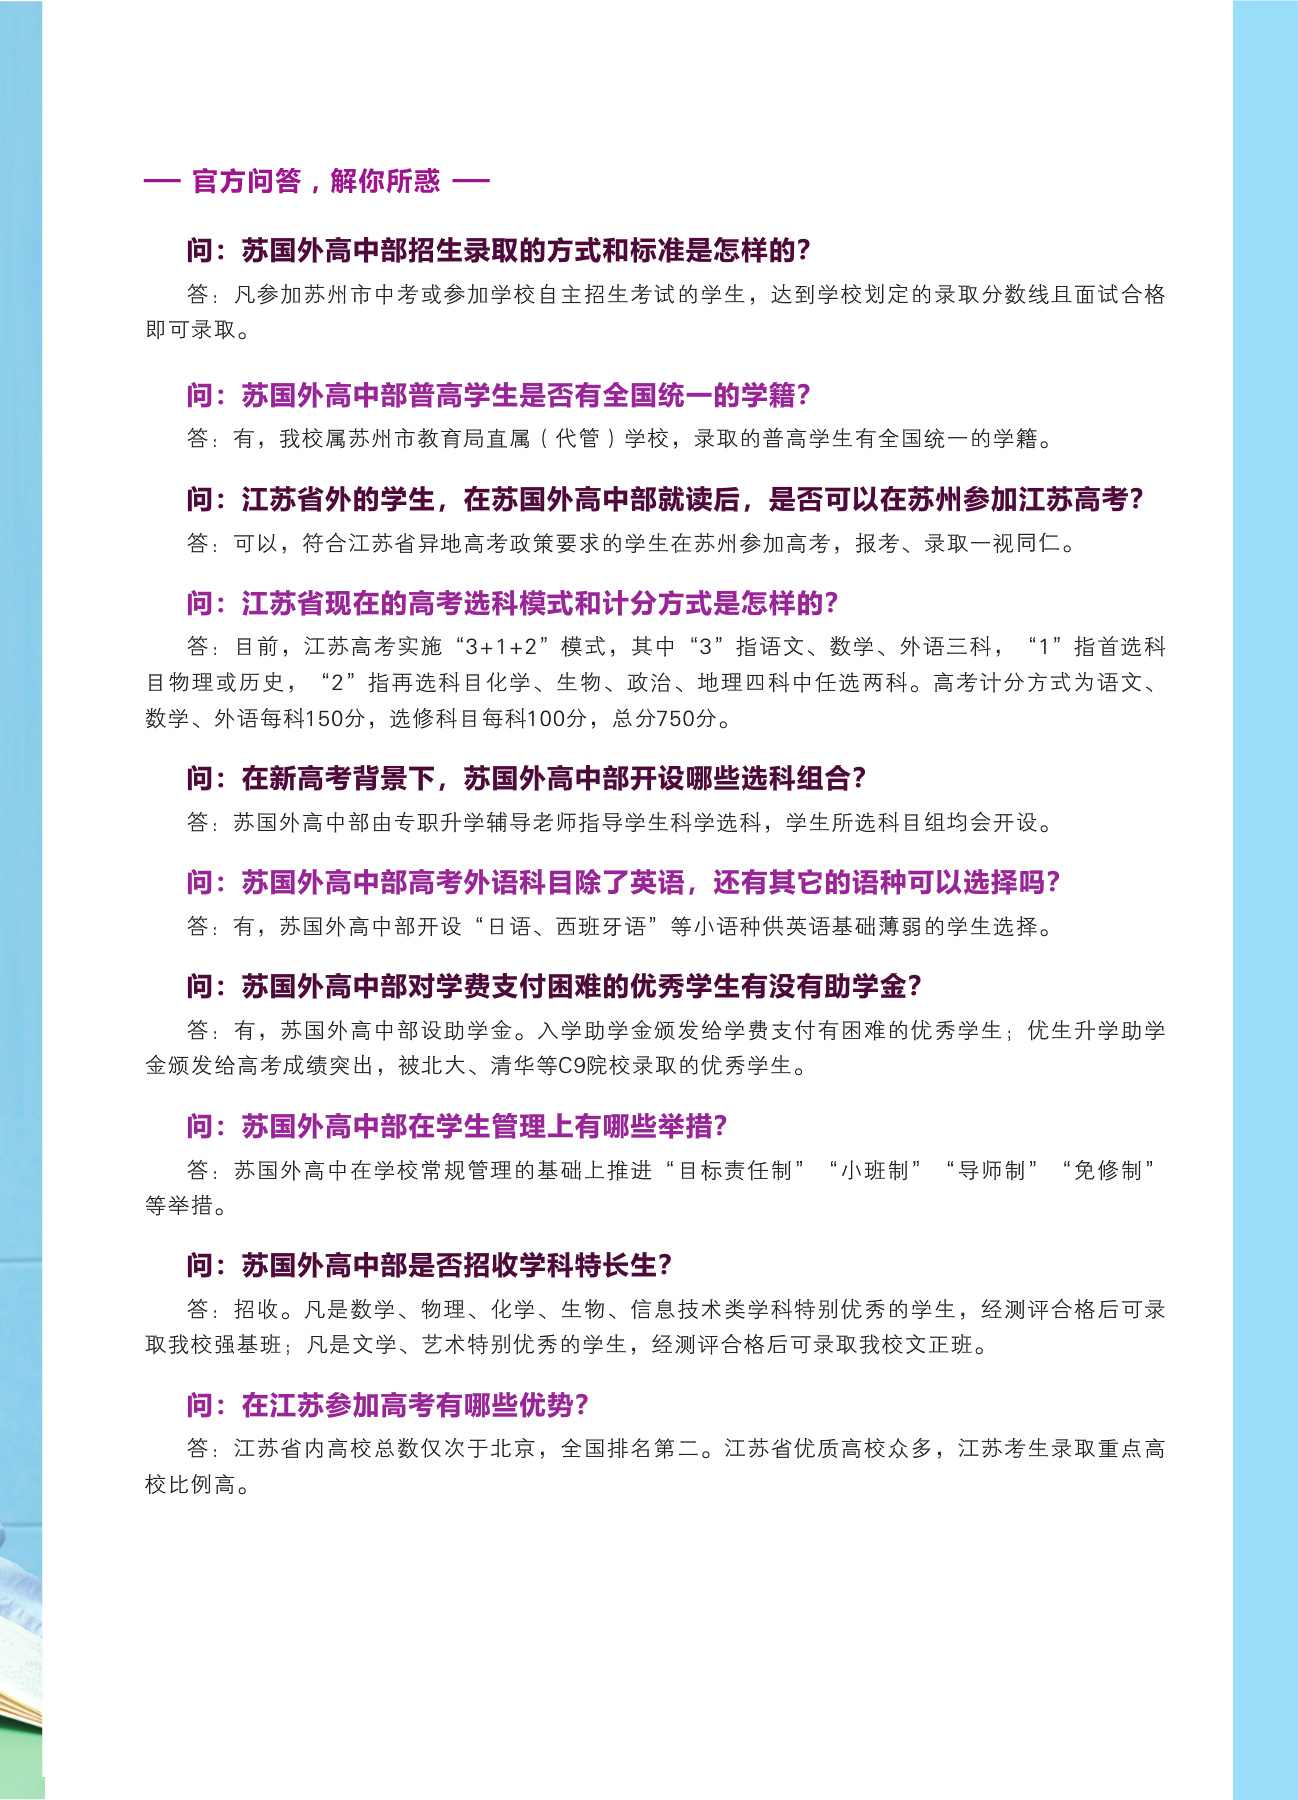 — 官方问答，解你所惑 —
问：苏国外高中部招生录取的方式和标准是怎样的？
答：凡参加苏州市中考或参加学校自主招生考试的学生，达到学校划定的录取分数线且面试合格
即可录取。
问：苏国外高中部普高学生是否有全国统一的学籍？
答：有，我校属苏州市教育局直属（代管）学校，录取的普高学生有全国统一的学籍。
问：江苏省外的学生，在苏国外高中部就读后，是否可以在苏州参加江苏高考？
答：可以，符合江苏省异地高考政策要求的学生在苏州参加高考，报考、录取一视同仁。
问：江苏省现在的高考选科模式和计分方式是怎样的？
答：目前，江苏高考实施“3+1+2”模式，其中“3”指语文、数学、外语三科，“1”指首选科
目物理或历史，“2”指再选科目化学、生物、政治、地理四科中任选两科。高考计分方式为语文、
数学、外语每科150分，选修科目每科100分，总分750分。
问：在新高考背景下，苏国外高中部开设哪些选科组合？
答：苏国外高中部由专职升学辅导老师指导学生科学选科，学生所选科目组均会开设。
问：苏国外高中部高考外语科目除了英语，还有其它的语种可以选择吗？
答：有，苏国外高中部开设“日语、西班牙语”等小语种供英语基础薄弱的学生选择。
问：苏国外高中部对学费支付困难的优秀学生有没有助学金？
答：有，苏国外高中部设助学金。入学助学金颁发给学费支付有困难的优秀学生；优生升学助学
金颁发给高考成绩突出，被北大、清华等C9院校录取的优秀学生。
问：苏国外高中部在学生管理上有哪些举措？
答：苏国外高中在学校常规管理的基础上推进“目标责任制”“小班制”“导师制”“免修制”
等举措。
问：苏国外高中部是否招收学科特长生？
答：招收。凡是数学、物理、化学、生物、信息技术类学科特别优秀的学生，经测评合格后可录
取我校强基班；凡是文学、艺术特别优秀的学生，经测评合格后可录取我校文正班。
问：在江苏参加高考有哪些优势？
答：江苏省内高校总数仅次于北京，全国排名第二。江苏省优质高校众多，江苏考生录取重点高
校比例高。